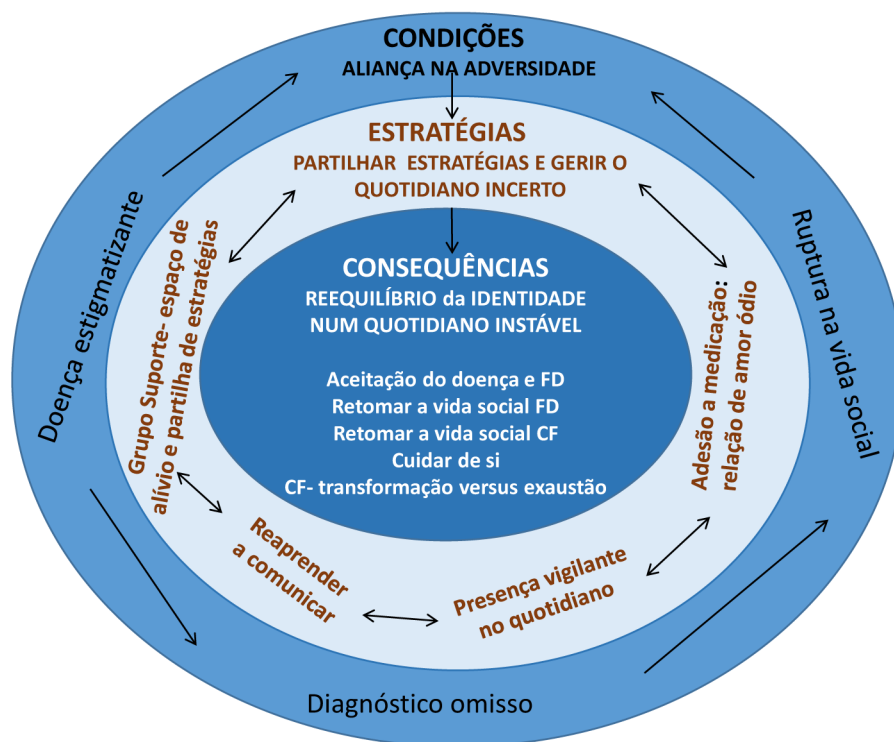 CONDIÇÕES
ALIANÇA NA ADVERSIDADE
ESTRATÉGIAS
PARTILHAR ESTRATÉGIAS E GERIR O
QUOTIDIANO INCERTO
CONSEQUÊNCIAS
REEQUILÍBRIO da IDENTIDADE
NUM QUOTIDIANO INSTÁVEL
Aceitação do doença e FD
Retomar a vida social FD
Retomar a vida social CF
Cuidar de si
CF- transformação versus exaustão
Doença estigmatizante
Grupo Suporte- espaço de
alívio e partilha de estratégias
Reaprender
a comunicar
Presença vigilante
no quotidiano
Adesão a medicação:
relação de amor ódio
Ruptura na vida social
Diagnóstico omisso